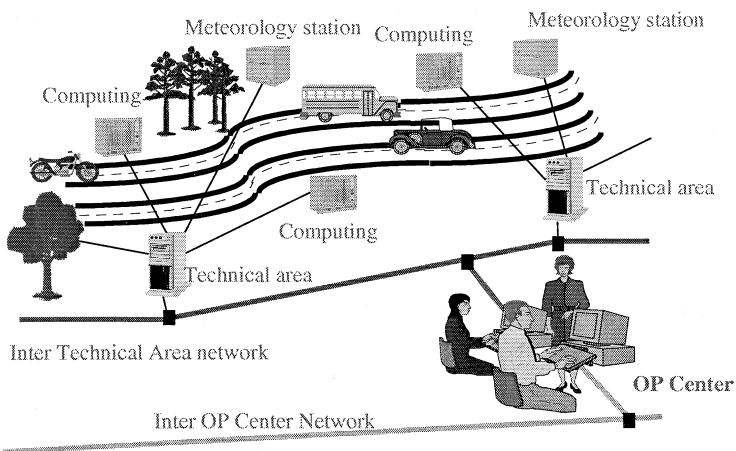 Meteorology station
Computing
Meteorology station
Computing
Technical area
Computing
Technical area
Inter Technical Area network
OP Center
Inter OP Center Network